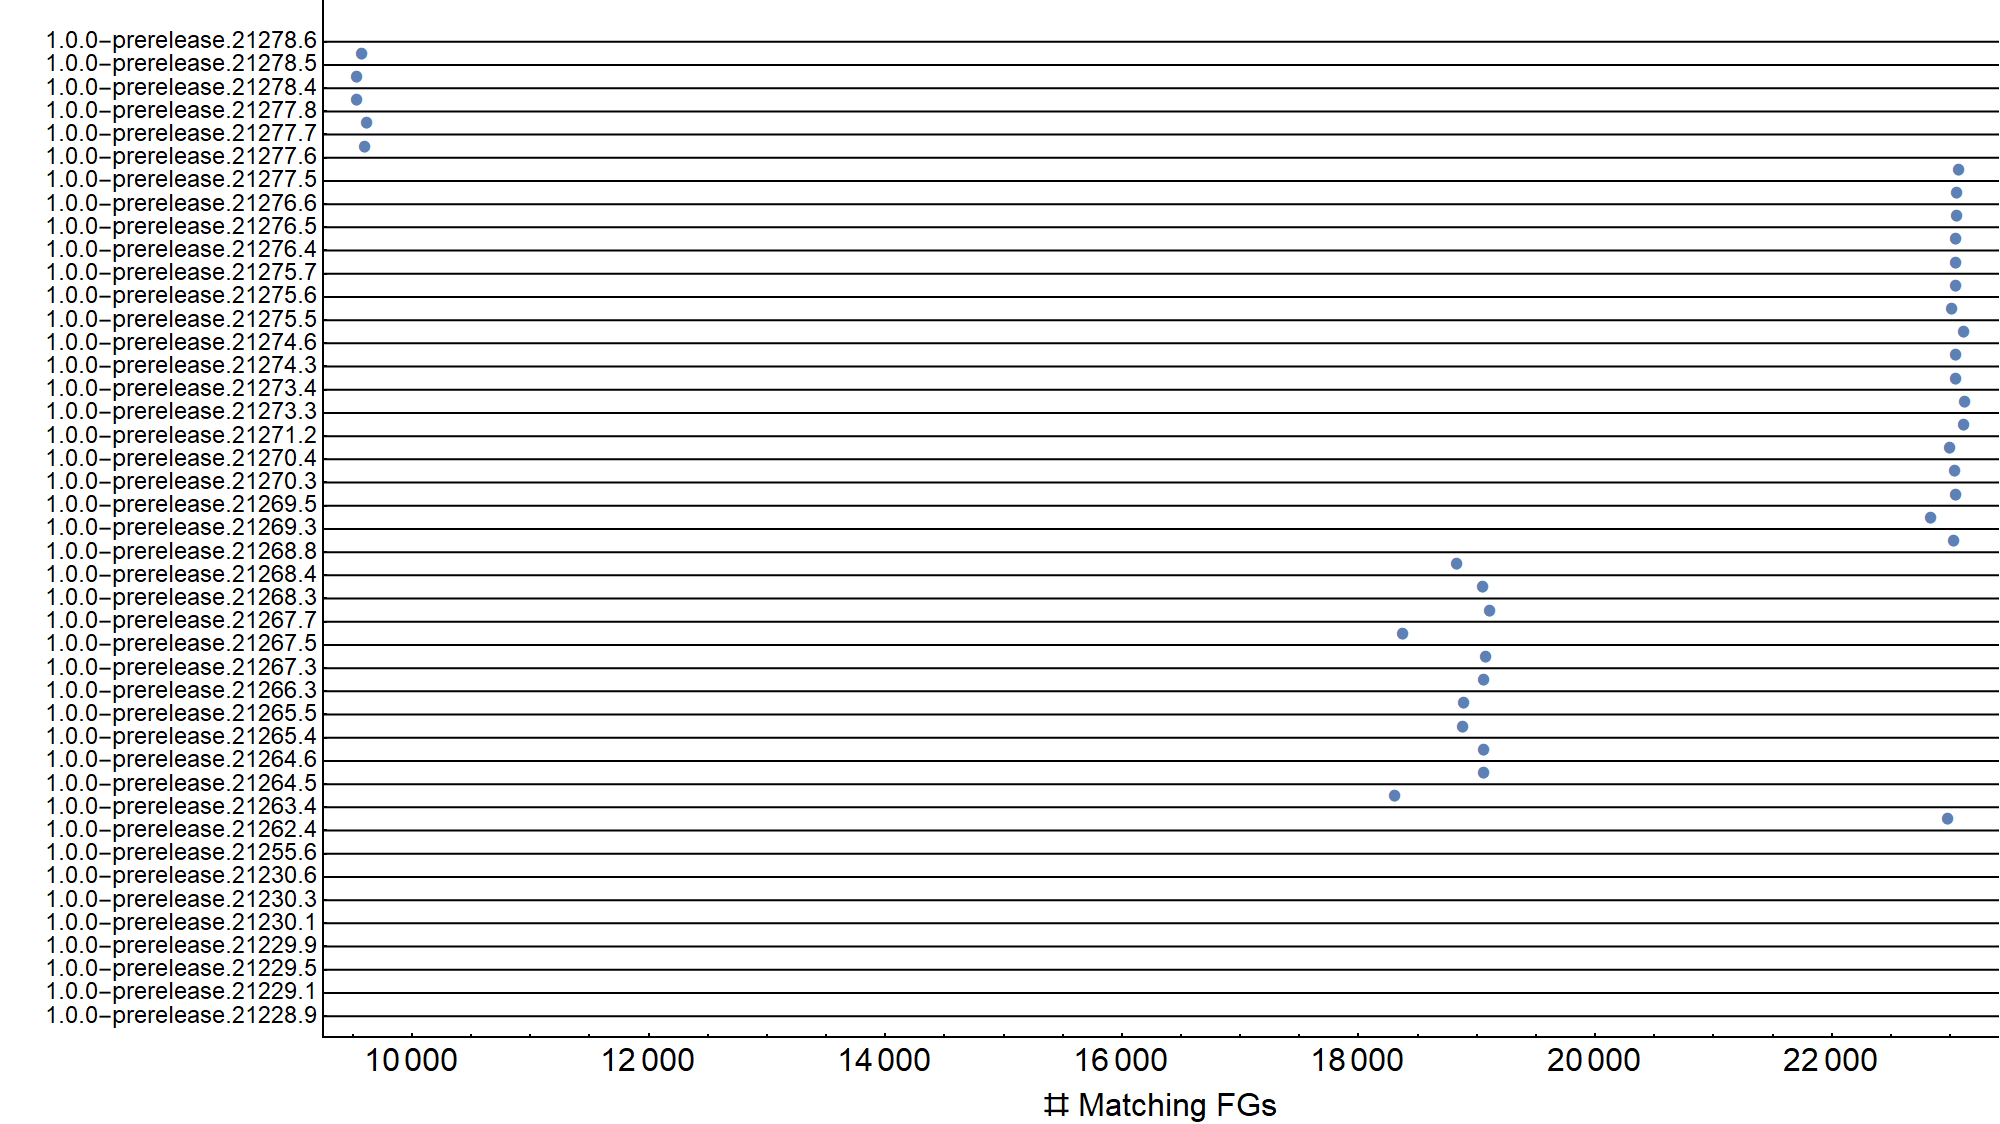 1.0.0–prerelease.21278.6
1.0.0–prerelease.21278.5
1.0.0–prerelease.21278.4
1.0.0–prerelease.21277.8
1.0.0–prerelease.21277.7
1.0.0–prerelease.21277.6
1.0.0–prerelease.21277.5
1.0.0–prerelease.21276.6
1.0.0–prerelease.21276.5
1.0.0–prerelease.21276.4
1.0.0–prerelease.21275.7
1.0.0–prerelease.21275.6
1.0.0–prerelease.21275.5
1.0.0–prerelease.21274.6
1.0.0–prerelease.21274.3
1.0.0–prerelease.21273.4
1.0.0–prerelease.21273.3
1.0.0–prerelease.21271.2
1.0.0–prerelease.21270.4
1.0.0–prerelease.21270.3
1.0.0–prerelease.21269.5
1.0.0–prerelease.21269.3
1.0.0–prerelease.21268.8
1.0.0–prerelease.21268.4
1.0.0–prerelease.21268.3
1.0.0–prerelease.21267.7
1.0.0–prerelease.21267.5
1.0.0–prerelease.21267.3
1.0.0–prerelease.21266.3
1.0.0–prerelease.21265.5
1.0.0–prerelease.21265.4
1.0.0–prerelease.21264.6
1.0.0–prerelease.21264.5
1.0.0–prerelease.21263.4
1.0.0–prerelease.21262.4
1.0.0–prerelease.21255.6
1.0.0–prerelease.21230.6
1.0.0–prerelease.21230.3
1.0.0–prerelease.21230.1
1.0.0–prerelease.21229.9
1.0.0–prerelease.21229.5
1.0.0–prerelease.21229.1
1.0.0–prerelease.21228.9
10 000 12 000 14 000 16 000 18 000 20 000 22 000
# Matching FGs